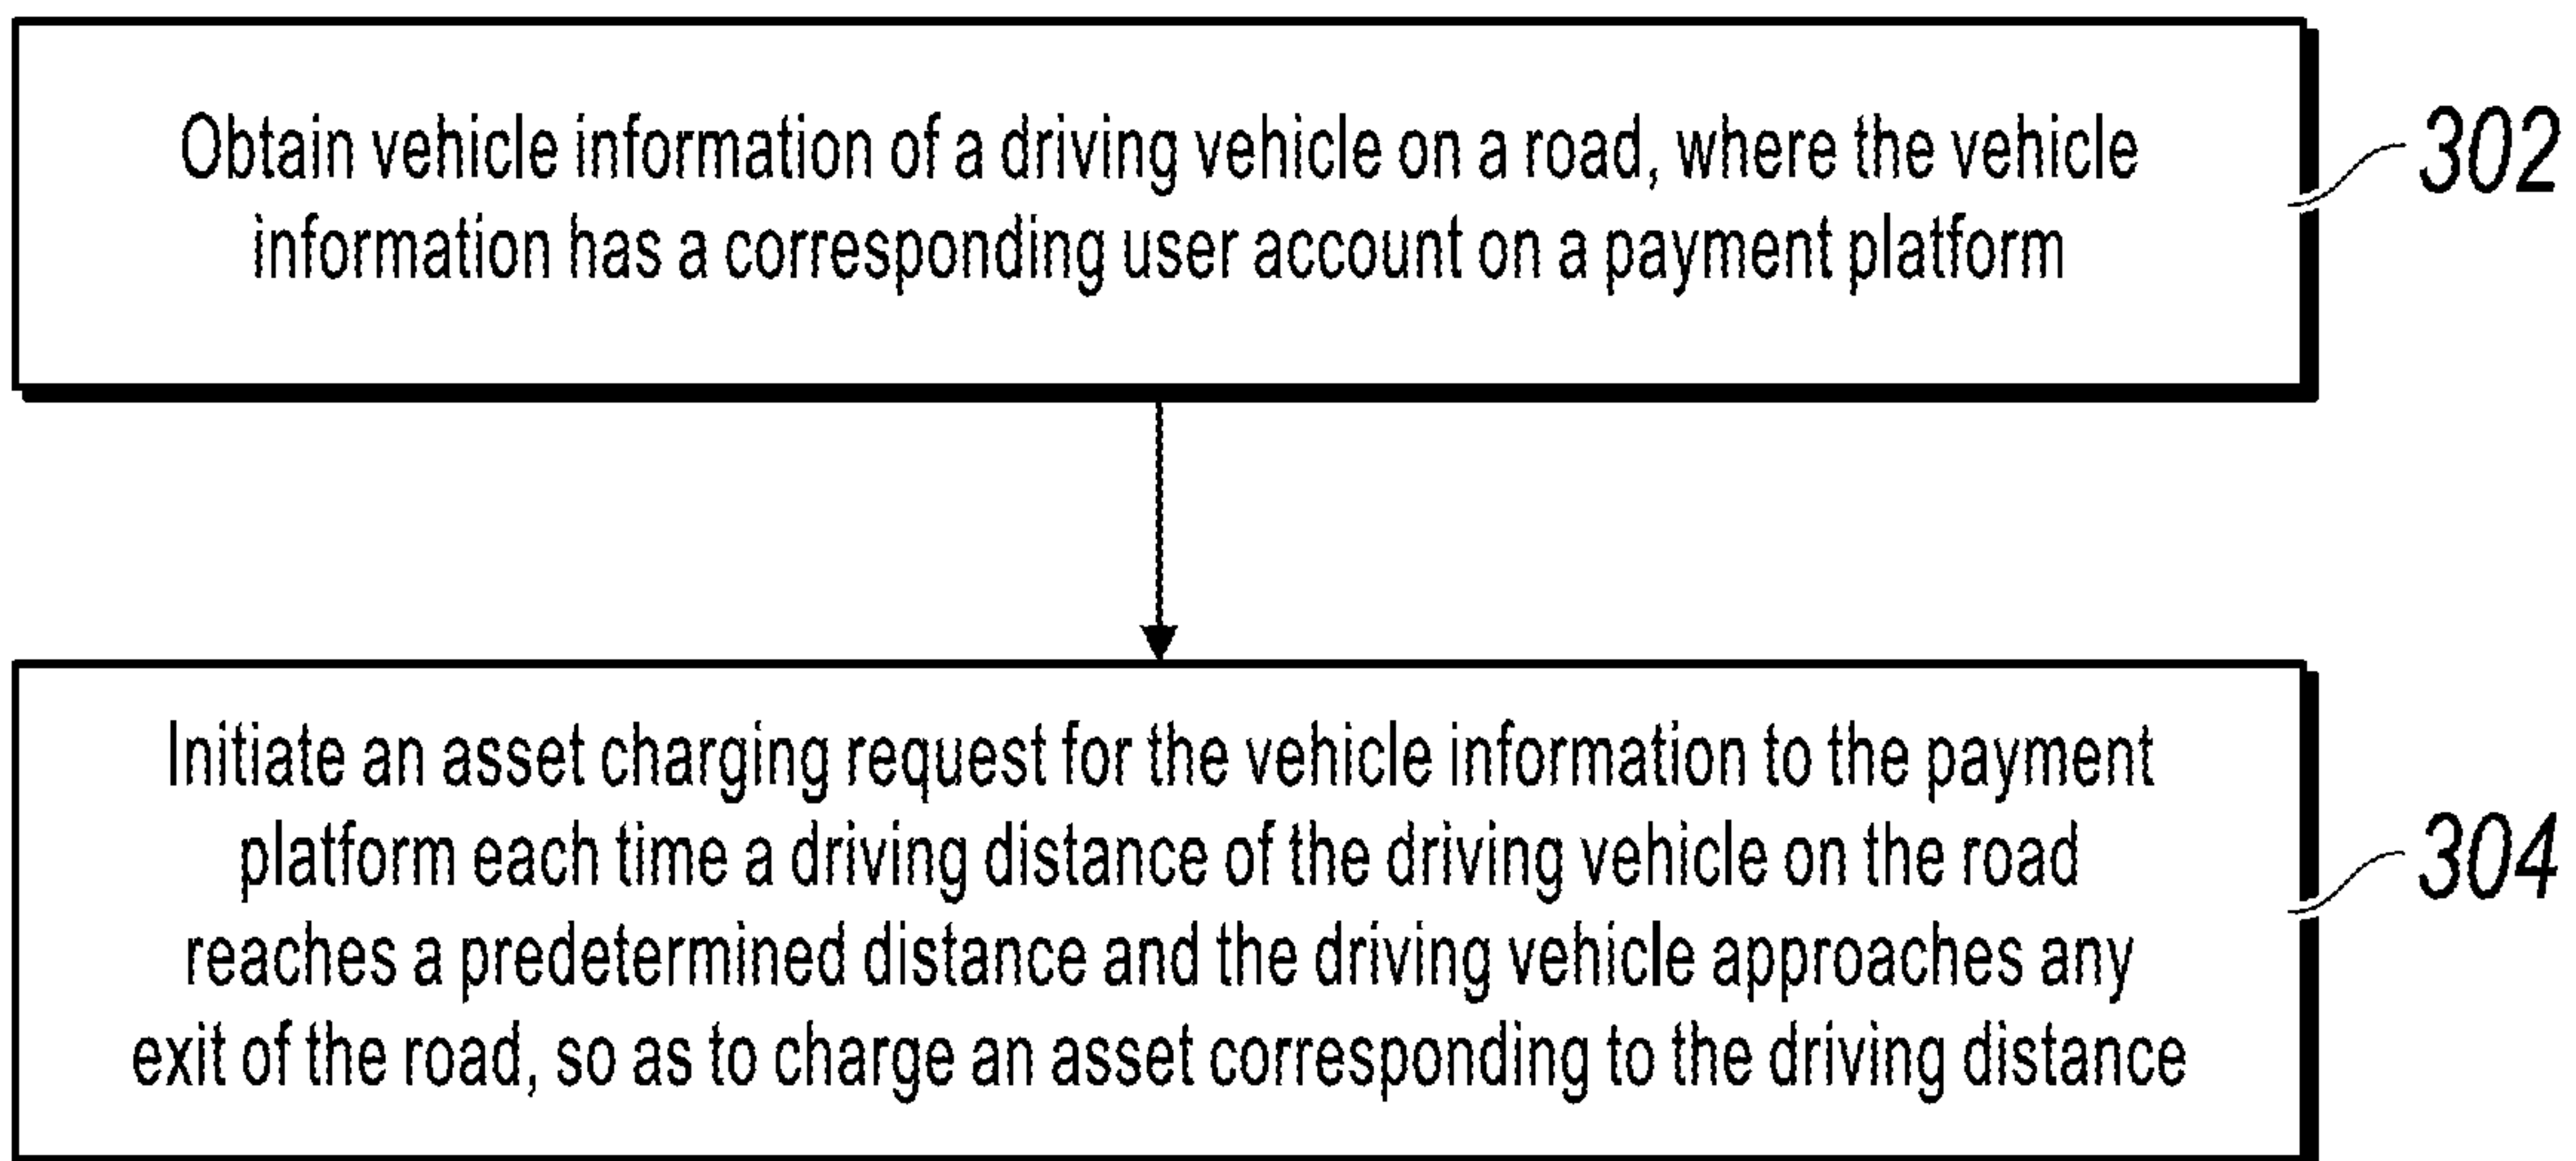 Obtain vehicle information of a driving vehicle on a road, where the vehicle
information has a corresponding user account on a payment platform
302
Initiate an asset charging request for the vehicle information to the payment
platform each time a driving distance of the driving vehicle on the road
reaches a predetermined distance and the driving vehicle approaches any
exit of the road, so as to charge an asset corresponding to the driving distance
304